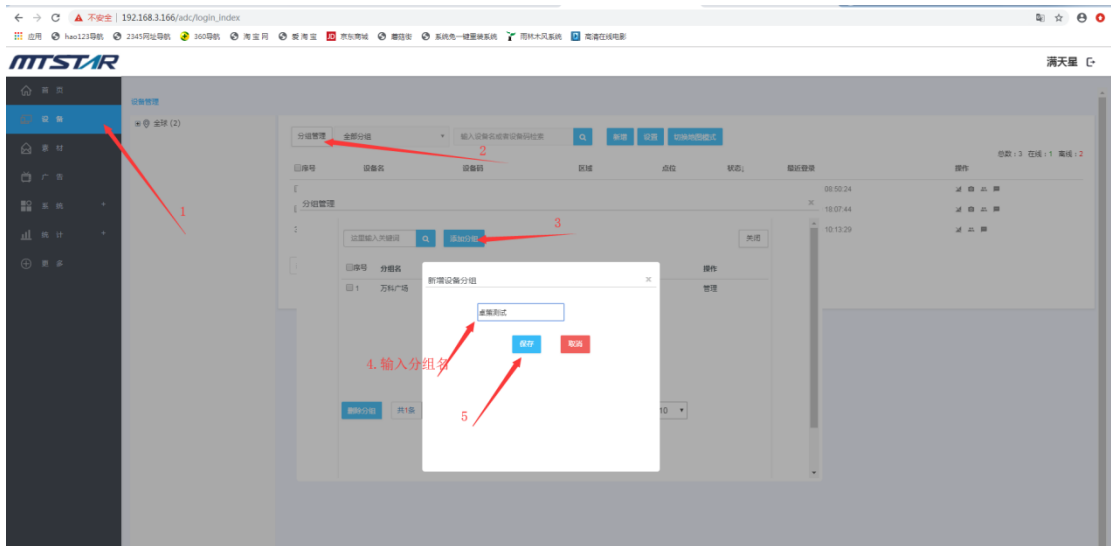 不安全 | 192.168.3.166/adc/login_index
应用 hao123导航 2345网址导航 360导航 淘宝网 爱淘宝 JD 京东商城 蘑菇街 系统兔一键重装系统 雨林木风系统 高清在线电影
MTSTAR 满天星
首 页
设备管理
设 备
全球 (2)
分组管理 全部分组 输入设备名或者设备码检索 新增 设置 切换地图模式
2
总数：3 在线：1 离线：2
素 材
序号 设备名 设备码 区域 点位 状态 最近登录 操作
广 告
08:50:24
分组管理 ×
系 统 +
1
18:07:44
3
统 计 +
这里输入关键词 添加分组 关闭
10:13:29
更 多
序号 分组名 操作
新增设备分组 ×
1 万科广场 管理
桌策测试
保存 取消
4. 输入分组名
删除分组 共1条 10
5